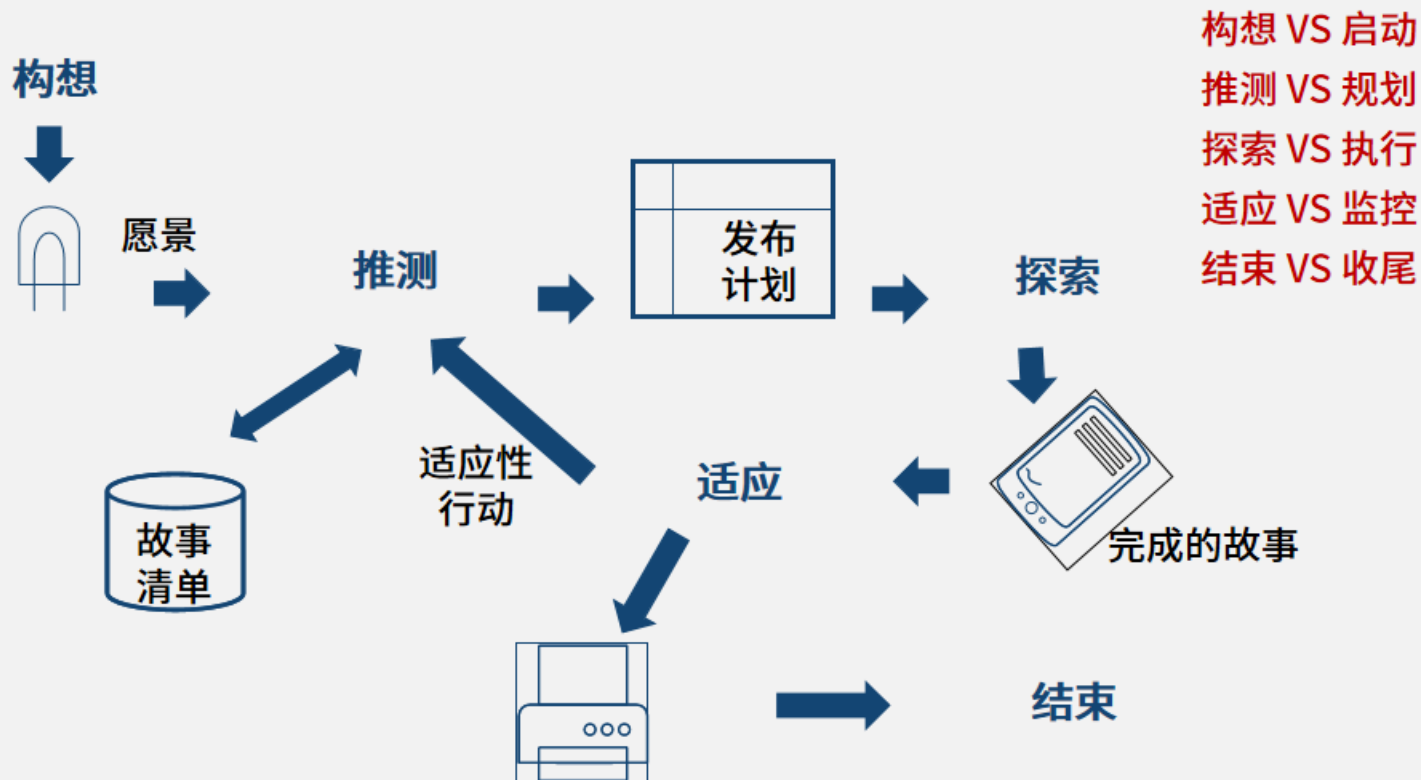 构想 VS 启动
推测 VS 规划
探索 VS 执行
适应 VS 监控
结束 VS 收尾
构想
愿景
推测
发布
计划
探索
适应性
行动
适应
故事
清单
完成的故事
结束